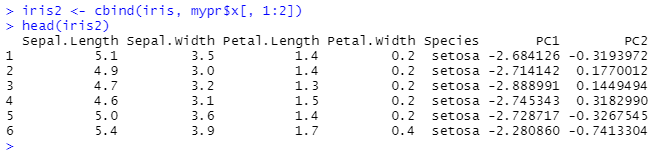 > iris2 <- cbind(iris, mypr$x[, 1:2])
> head(iris2)
  Sepal.Length Sepal.Width Petal.Length Petal.Width Species       PC1        PC2
1          5.1         3.5          1.4         0.2  setosa -2.684126 -0.3193972
2          4.9         3.0          1.4         0.2  setosa -2.714142  0.1770012
3          4.7         3.2          1.3         0.2  setosa -2.888991  0.1449494
4          4.6         3.1          1.5         0.2  setosa -2.745343  0.3182990
5          5.0         3.6          1.4         0.2  setosa -2.728717 -0.3267545
6          5.4         3.9          1.7         0.4  setosa -2.280860 -0.7413304
>